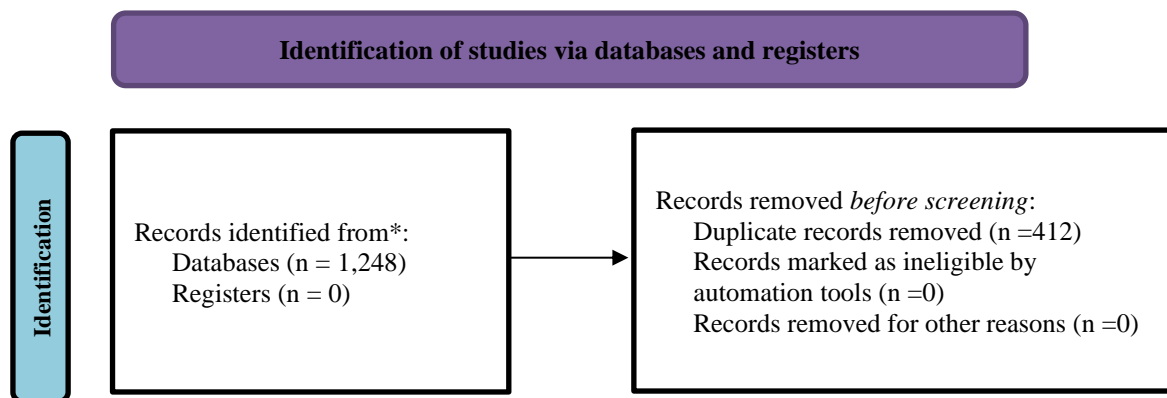 Identification of studies via databases and registers
Identification
Records identified from*:
Databases (n = 1,248)
Registers (n = 0)
Records removed before screening:
Duplicate records removed (n =412)
Records marked as ineligible by
automation tools (n =0)
Records removed for other reasons (n =0)